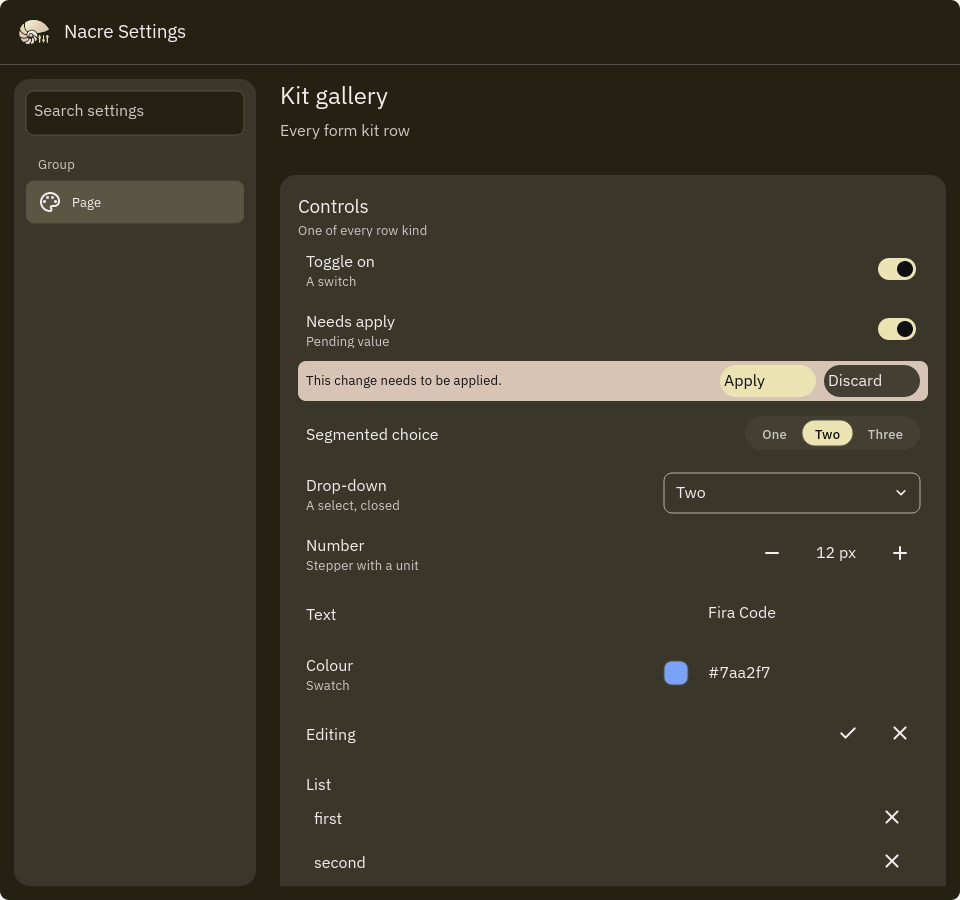 Nacre Settings
Search settings
Group
Page
Kit gallery
Every form kit row
Controls
One of every row kind
Toggle on
A switch
Needs apply
Pending value
This change needs to be applied.
Apply
Discard
Segmented choice
One
Two
Three
Drop-down
A select, closed
Two
Number
Stepper with a unit
12 px
Text
Fira Code
Colour
Swatch
#7aa2f7
Editing
List
first
second